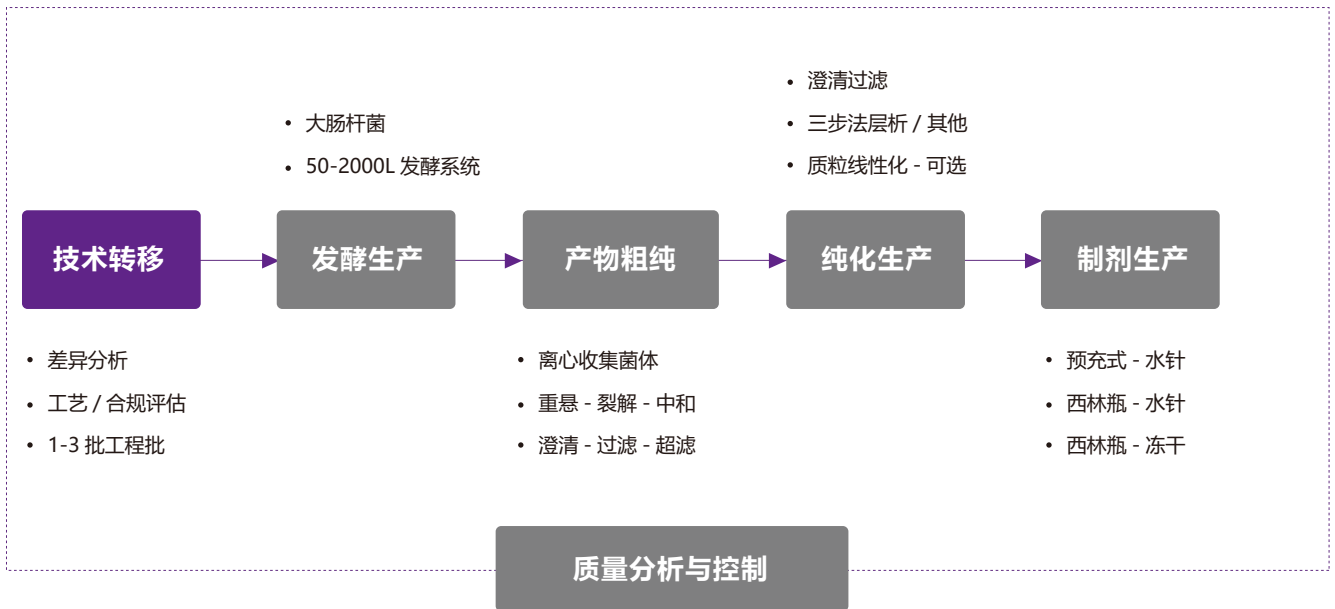 技术转移
• 差异分析
• 工艺 / 合规评估
• 1-3 批工程批
• 大肠杆菌
• 50-2000L 发酵系统
发酵生产
产物粗纯
• 离心收集菌体
• 重悬 - 裂解 - 中和
• 澄清 - 过滤 - 超滤
• 澄清过滤
• 三步法层析 / 其他
• 质粒线性化 - 可选
纯化生产
制剂生产
• 预充式 - 水针
• 西林瓶 - 水针
• 西林瓶 - 冻干
质量分析与控制